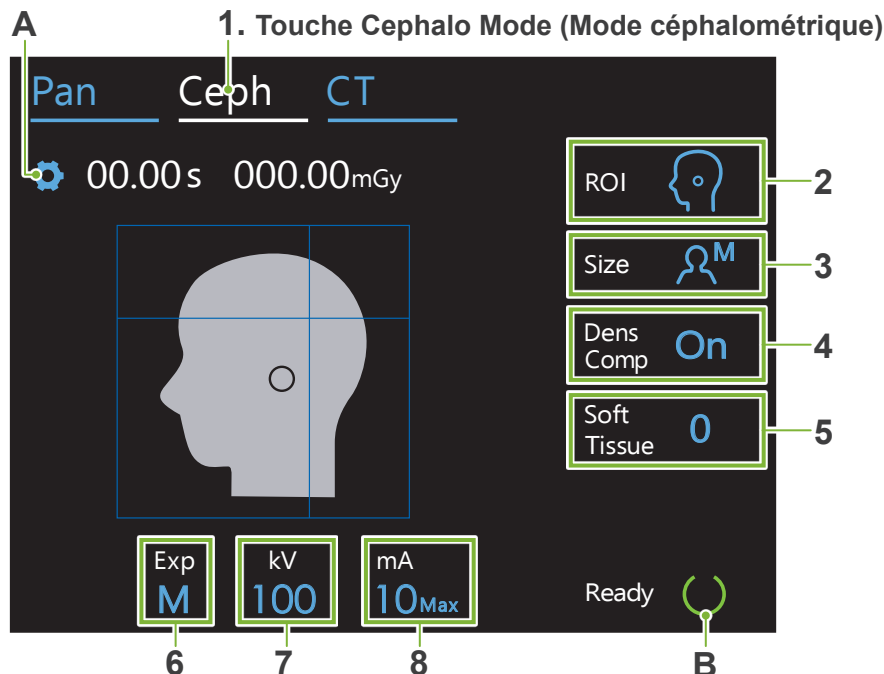 A
1. Touche Cephalo Mode (Mode céphalométrique)
Pan Ceph CT
00.00 s 000.00mGy
ROI
2
Size M
3
Dens
Comp On
4
Soft
Tissue 0
5
Exp kV mA
M 100 10Max
Ready
6 7 8 B